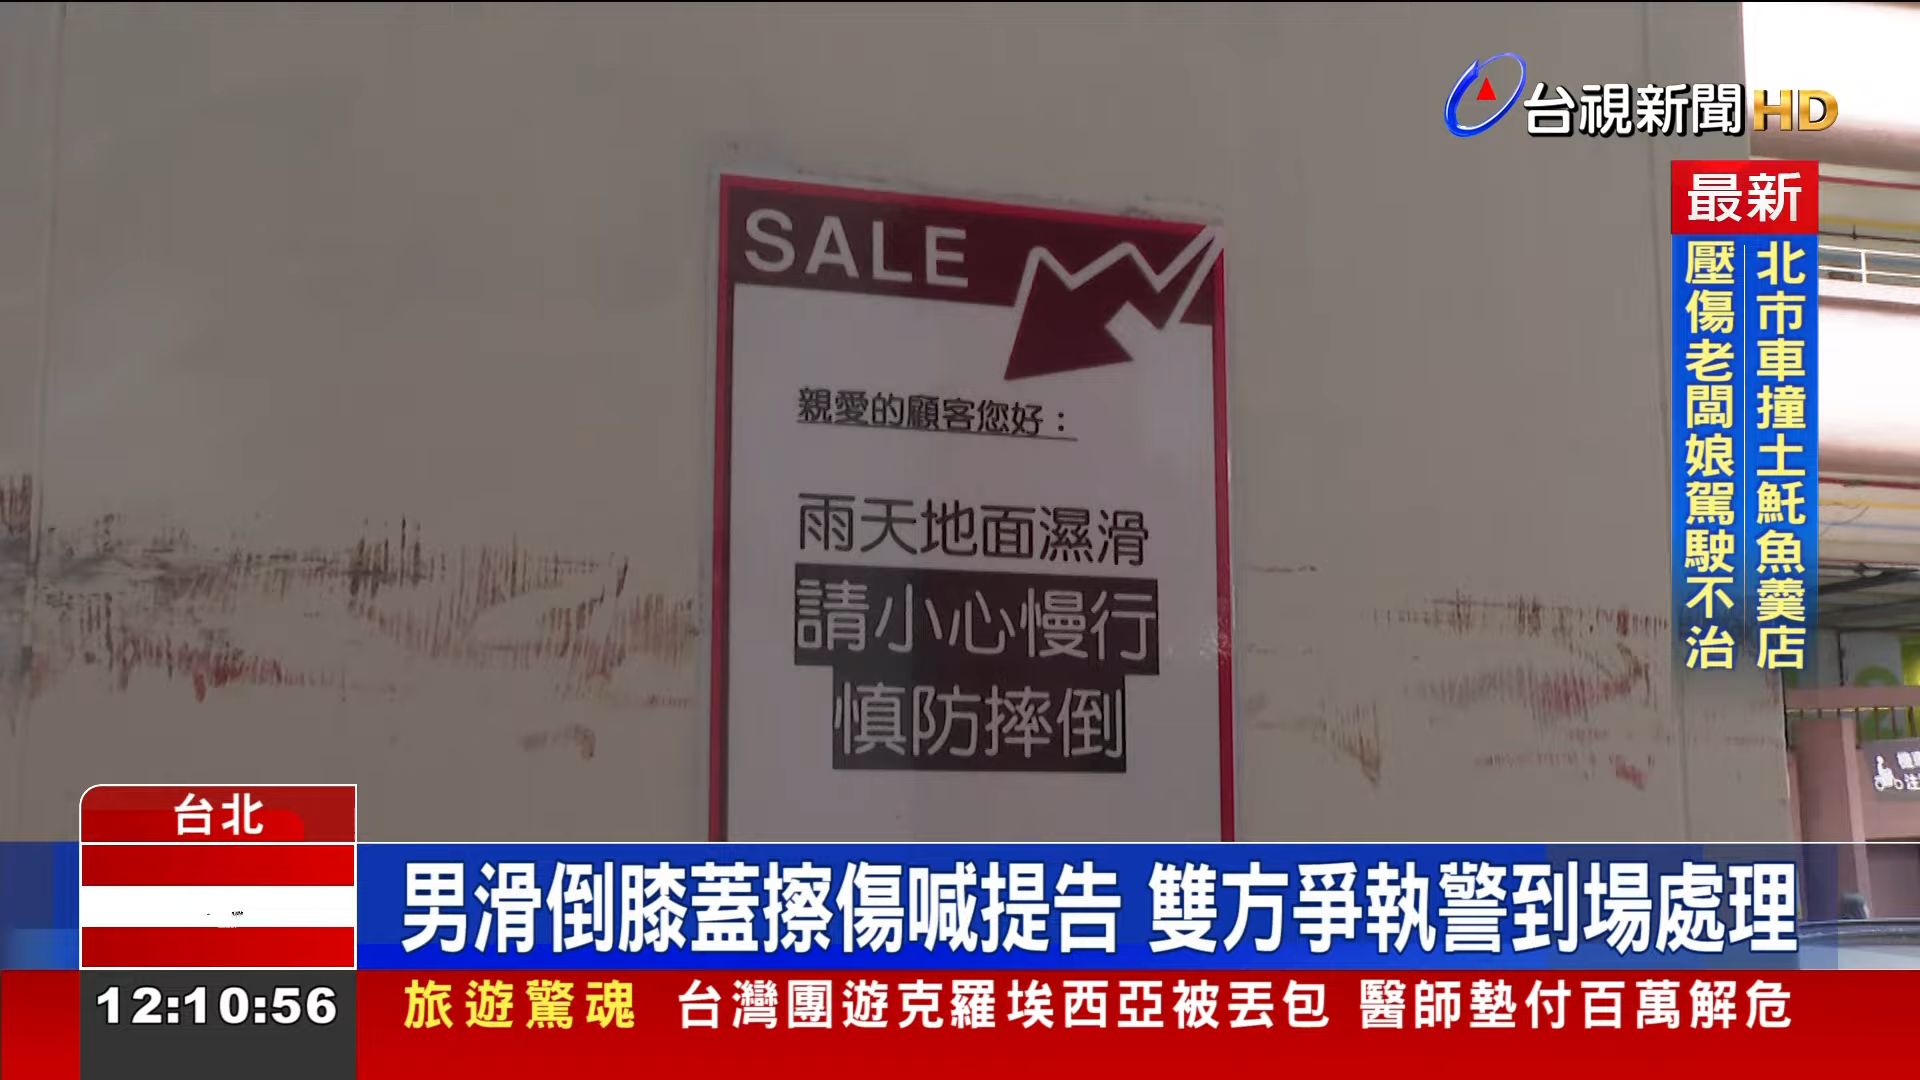 台視新聞HD
最新
北市車撞土魠魚羹店
壓傷老闆娘駕駛不治
SALE
親愛的顧客您好：
雨天地面濕滑
請小心慢行
慎防摔倒
台北
男滑倒膝蓋擦傷喊提告 雙方爭執警到場處理
12:10:56
旅遊驚魂 台灣團遊克羅埃西亞被丟包 醫師墊付百萬解危